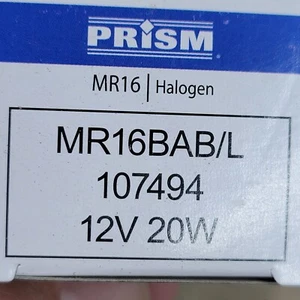 PRISM
MR16 | Halogen
MR16BAB/L
107494
12V 20W